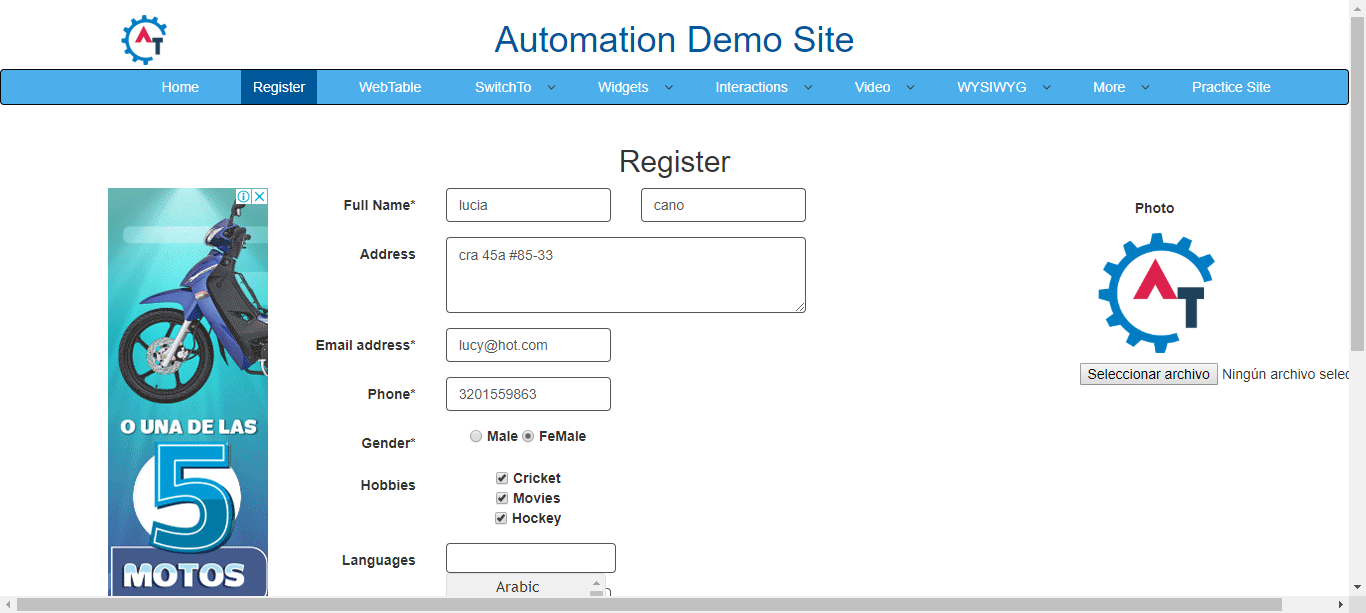 Automation Demo Site
Home Register WebTable SwitchTo Widgets Interactions Video WYSIWYG More Practice Site
Register
Full Name* lucia cano
Address cra 45a #85-33
Email address* lucy@hot.com
Phone* 3201559863
Gender* Male FeMale
Hobbies Cricket
Movies
Hockey
Languages
Arabic
Photo
AT
Seleccionar archivo Ningún archivo selec
O UNA DE LAS
5
MOTOS